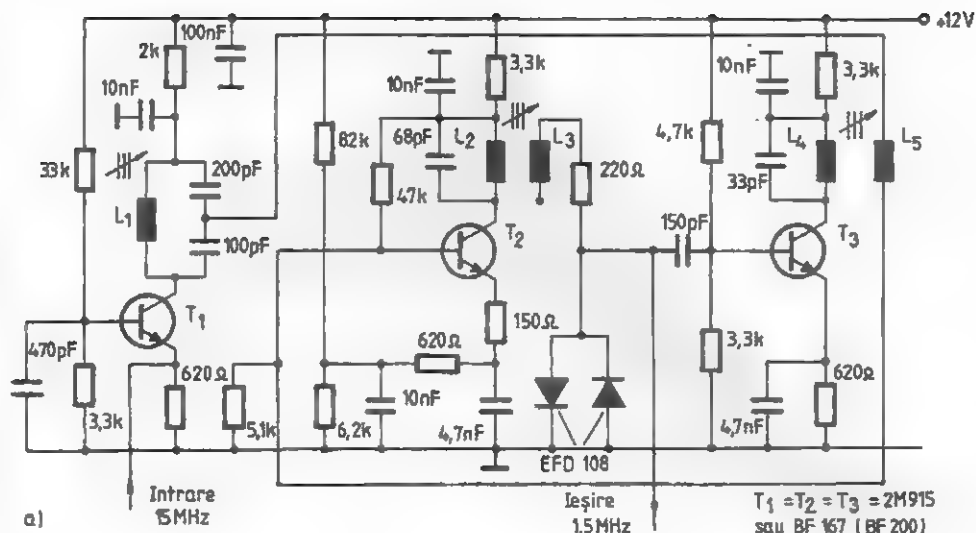 +12V
100nF
2k
10nF
33k
200pF
L1
100pF
T1
470pF
3,3k
620Ω
5,1k
Intrare
15MHz
a)
82k
10nF
3,3k
68pF
L2
L3
47k
220Ω
T2
150Ω
620Ω
10nF
6,2k
4,7nF
EFD 108
150pF
Ieșire
1.5MHz
10nF
3,3k
4,7k
L4
L5
33pF
T3
3,3k
620Ω
4,7nF
T1 = T2 = T3 = 2M915
sau BF 167 (BF 200)